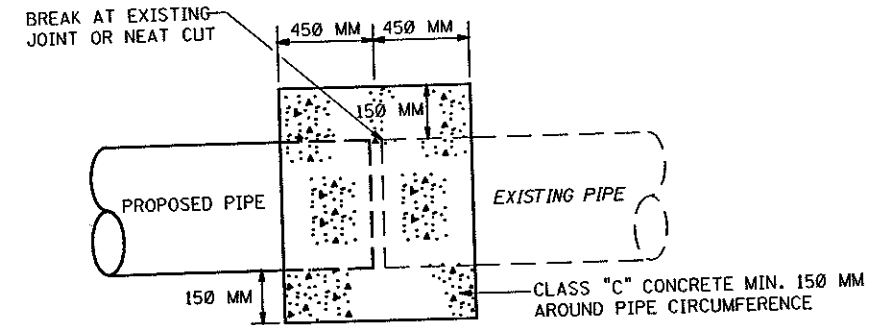 BREAK AT EXISTING
JOINT OR NEAT CUT
450 MM 450 MM
150 MM
PROPOSED PIPE
EXISTING PIPE
150 MM
CLASS "C" CONCRETE MIN. 150 MM
AROUND PIPE CIRCUMFERENCE